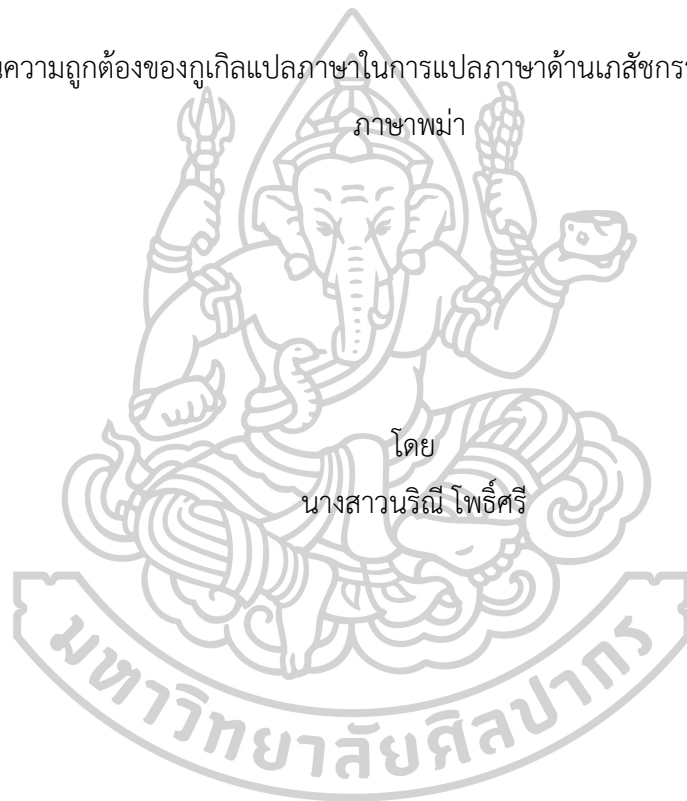 ความถูกต้องของกูเกิลแปลภาษาในการแปลภาษาด้านเภสัชกร
ภาษาพม่า
โดย
นางสาวนริณี โพธิ์ศรี
มหาวิทยาลัยศิลปากร